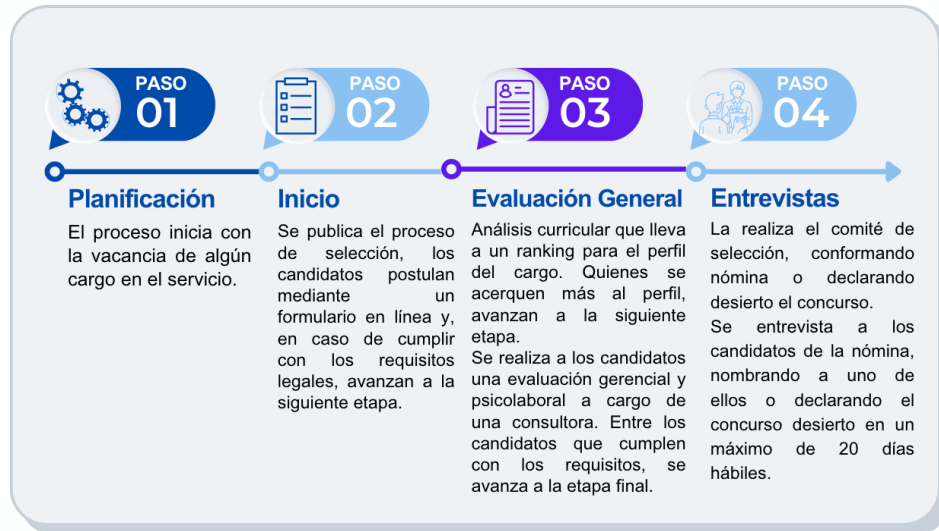 PASO
01
PASO
02
PASO
03
PASO
04
Planificación
El proceso inicia con
la vacancia de algún
cargo en el servicio.
Inicio
Se publica el proceso
de selección, los
candidatos postulan
mediante un
formulario en línea y,
en caso de cumplir
con los requisitos
legales, avanzan a la
siguiente etapa.
Evaluación General
Análisis curricular que lleva
a un ranking para el perfil
del cargo. Quienes se
acerquen más al perfil,
avanzan a la siguiente
etapa.
Se realiza a los candidatos
una evaluación gerencial y
psicolaboral a cargo de
una consultora. Entre los
candidatos que cumplen
con los requisitos, se
avanza a la etapa final.
Entrevistas
La realiza el comité de
selección, conformando
nómina o declarando
desierto el concurso.
Se entrevista a los
candidatos de la nómina,
nombrando a uno de
ellos o declarando el
concurso desierto en un
máximo de 20 días
hábiles.